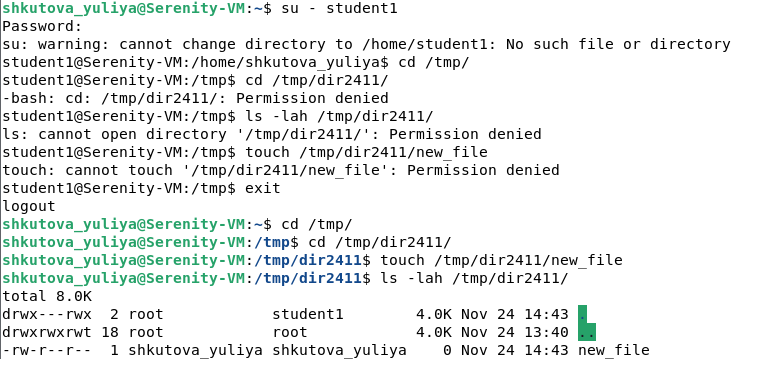 shkutova_yuliya@Serenity-VM:~$ su - student1
Password:
su: warning: cannot change directory to /home/student1: No such file or directory
student1@Serenity-VM:/home/shkutova_yuliya$ cd /tmp/
student1@Serenity-VM:/tmp$ cd /tmp/dir2411/
-bash: cd: /tmp/dir2411/: Permission denied
student1@Serenity-VM:/tmp$ ls -lah /tmp/dir2411/
ls: cannot open directory '/tmp/dir2411/': Permission denied
student1@Serenity-VM:/tmp$ touch /tmp/dir2411/new_file
touch: cannot touch '/tmp/dir2411/new_file': Permission denied
student1@Serenity-VM:/tmp$ exit
logout
shkutova_yuliya@Serenity-VM:~$ cd /tmp/
shkutova_yuliya@Serenity-VM:/tmp$ cd /tmp/dir2411/
shkutova_yuliya@Serenity-VM:/tmp/dir2411$ touch /tmp/dir2411/new_file
shkutova_yuliya@Serenity-VM:/tmp/dir2411$ ls -lah /tmp/dir2411/
total 8.0K
drwx---rwx  2 root            student1        4.0K Nov 24 14:43 .
drwxrwxrwt 18 root            root            4.0K Nov 24 13:40 ..
-rw-r--r--  1 shkutova_yuliya shkutova_yuliya    0 Nov 24 14:43 new_file